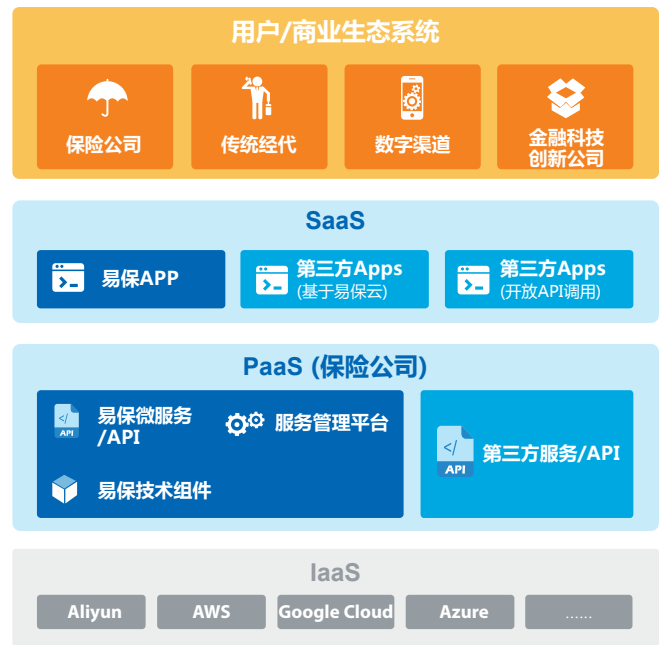 用户/商业生态系统
保险公司
传统经代
数字渠道
金融科技
创新公司
SaaS
易保APP
第三方Apps
(基于易保云)
第三方Apps
(开放API调用)
PaaS (保险公司)
</>
API
易保微服务
/API
服务管理平台
易保技术组件
</
API
第三方服务/API
IaaS
Aliyun
AWS
Google Cloud
Azure
......